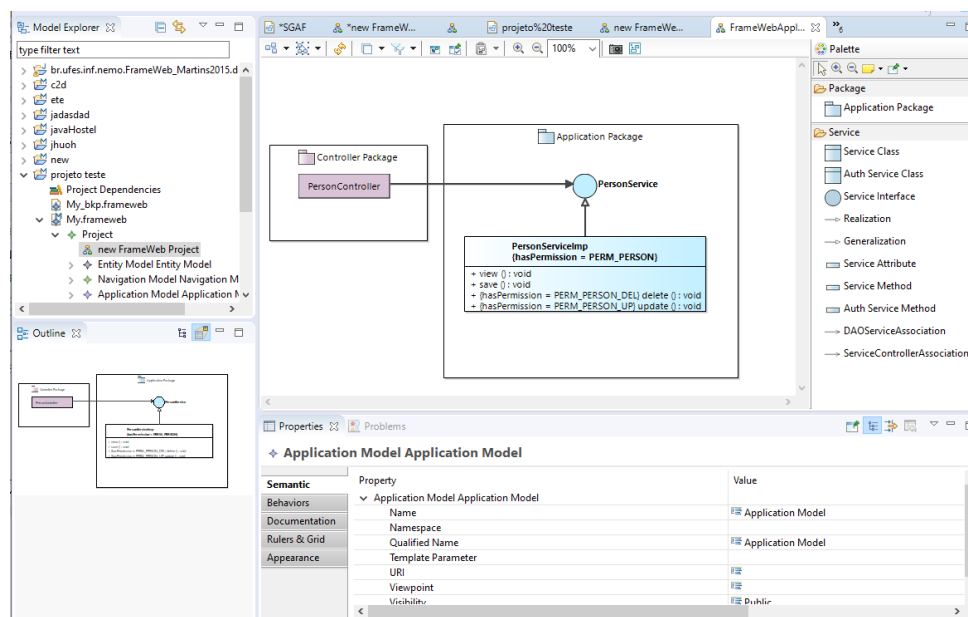 Model Explorer
type filter text
br.ufes.inf.nemo.FrameWeb_Martins2015.d
c2d
ete
jadasdad
javaHostel
jhuoh
new
projeto teste
Project Dependencies
My_bkp.frameweb
My.frameweb
Project
new FrameWeb Project
Entity Model Entity Model
Navigation Model Navigation M
Application Model Application M
Outline
*SGAF
*new FrameW...
projeto%20teste
new FrameWe...
FrameWebAppl...
»6
100%
Controller Package
PersonController
Application Package
PersonService
PersonServiceImp
{hasPermission = PERM_PERSON}
+ view () : void
+ save () : void
+ {hasPermission = PERM_PERSON_DEL} delete () : void
+ {hasPermission = PERM_PERSON_UP} update () : void
Palette
Package
Application Package
Service
Service Class
Auth Service Class
Service Interface
Realization
Generalization
Service Attribute
Service Method
Auth Service Method
DAOServiceAssociation
ServiceControllerAssociation
Properties
Problems
Application Model Application Model
Semantic
Behaviors
Documentation
Rulers & Grid
Appearance
Property Value
Application Model Application Model
Name Application Model
Namespace
Qualified Name Application Model
Template Parameter
URI
Viewpoint
Visibility Public